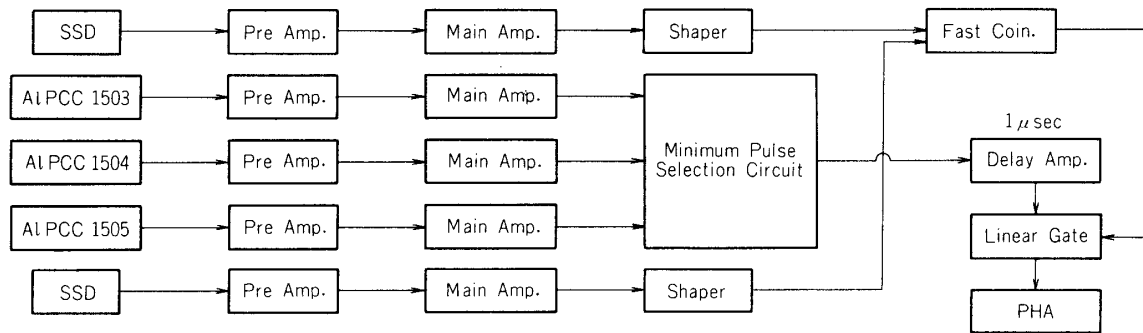 SSD
Pre Amp.
Main Amp.
Shaper
Fast Coin.
Al PCC 1503
Pre Amp.
Main Amp.
Al PCC 1504
Pre Amp.
Main Amp.
Minimum Pulse
Selection Circuit
1 μ sec
Delay Amp.
Al PCC 1505
Pre Amp.
Main Amp.
Linear Gate
SSD
Pre Amp.
Main Amp.
Shaper
PHA